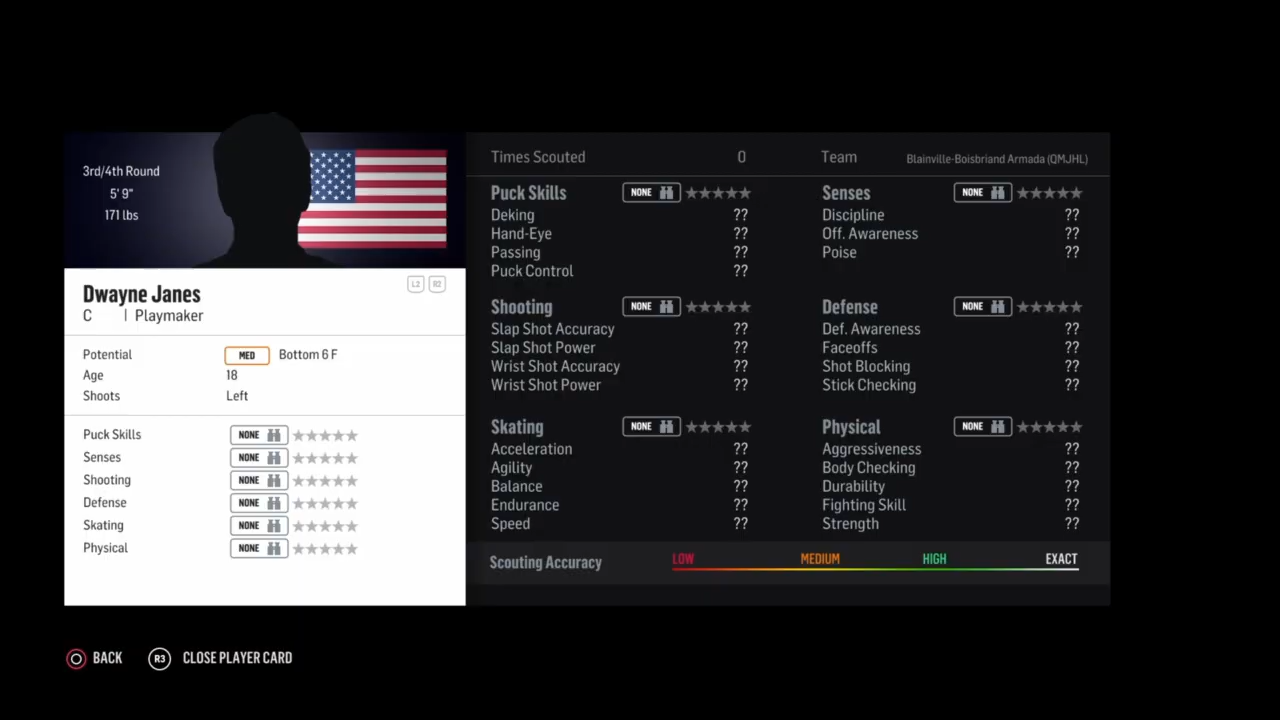 3rd/4th Round
5' 9"
171 lbs
Dwayne Janes
L2 R2
C | Playmaker
Potential MED Bottom 6 F
Age 18
Shoots Left
Puck Skills NONE
Senses NONE
Shooting NONE
Defense NONE
Skating NONE
Physical NONE
Times Scouted 0
Team Blainville-Boisbriand Armada (QMJHL)
Puck Skills NONE
Deking ??
Hand-Eye ??
Passing ??
Puck Control ??
Senses NONE
Discipline ??
Off. Awareness ??
Poise ??
Shooting NONE
Slap Shot Accuracy ??
Slap Shot Power ??
Wrist Shot Accuracy ??
Wrist Shot Power ??
Defense NONE
Def. Awareness ??
Faceoffs ??
Shot Blocking ??
Stick Checking ??
Skating NONE
Acceleration ??
Agility ??
Balance ??
Endurance ??
Speed ??
Physical NONE
Aggressiveness ??
Body Checking ??
Durability ??
Fighting Skill ??
Strength ??
Scouting Accuracy LOW MEDIUM HIGH EXACT
BACK R3 CLOSE PLAYER CARD